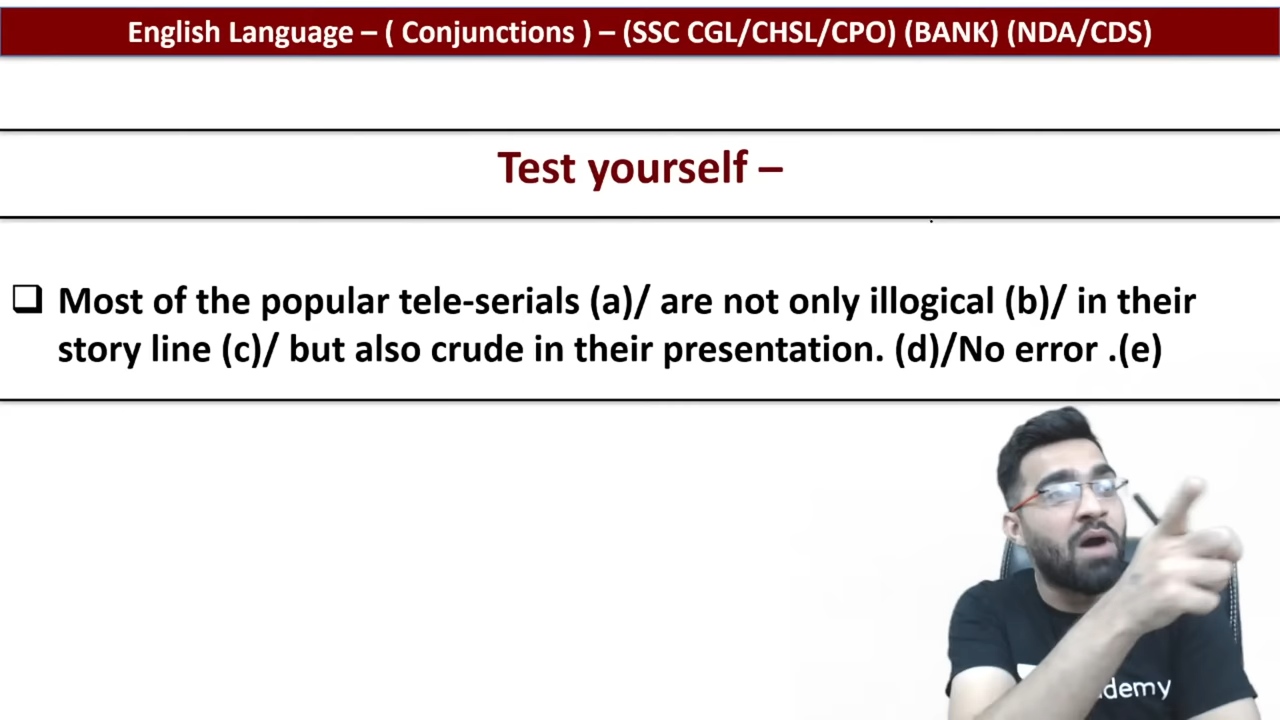 English Language – ( Conjunctions ) – (SSC CGL/CHSL/CPO) (BANK) (NDA/CDS)
Test yourself –
❑ Most of the popular tele-serials (a)/ are not only illogical (b)/ in their
story line (c)/ but also crude in their presentation. (d)/No error .(e)
demy